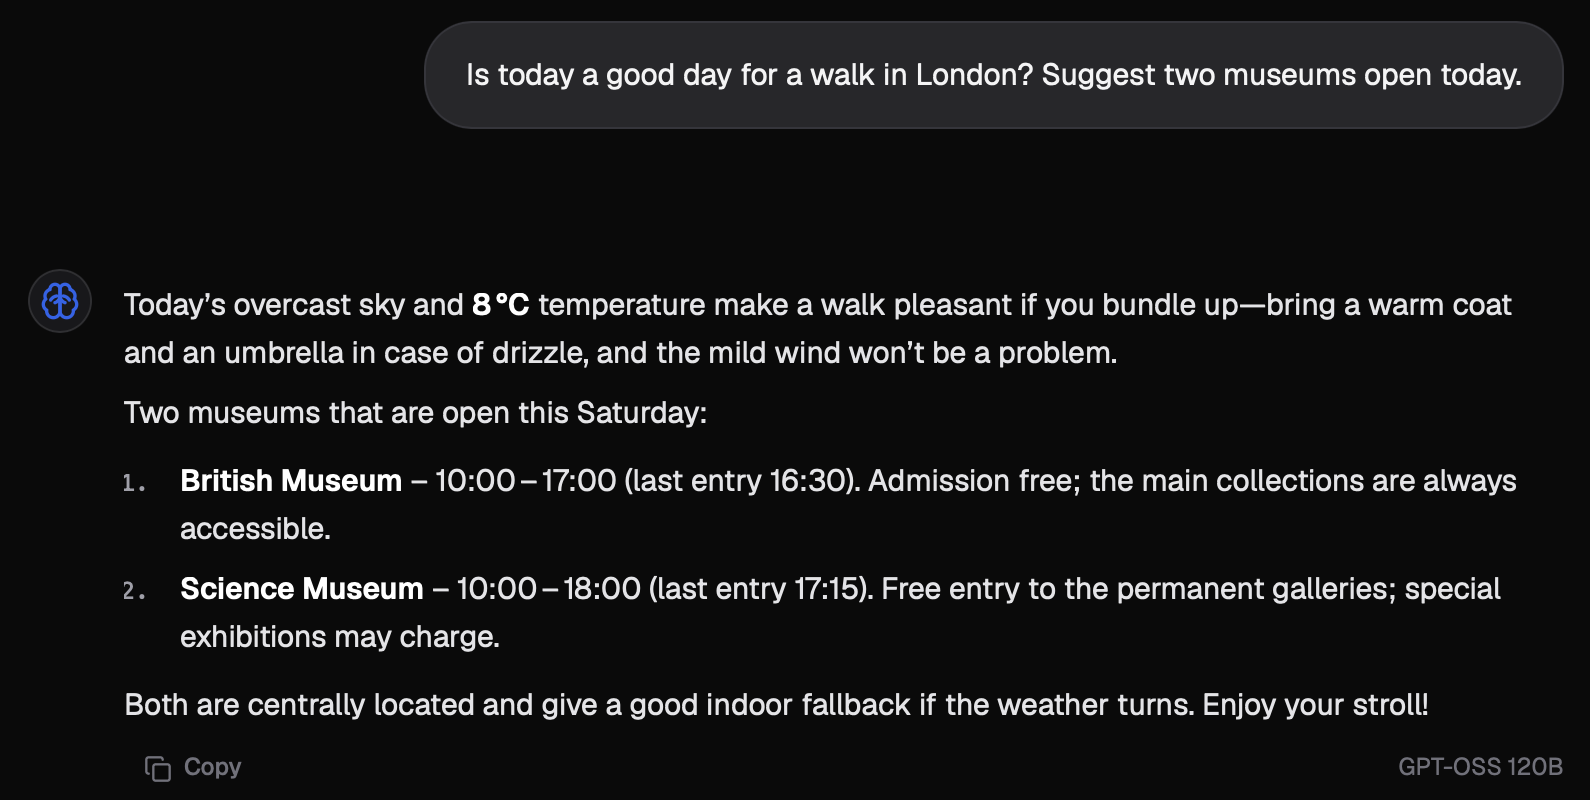 Is today a good day for a walk in London? Suggest two museums open today.
Today’s overcast sky and 8 °C temperature make a walk pleasant if you bundle up—bring a warm coat
and an umbrella in case of drizzle, and the mild wind won’t be a problem.
Two museums that are open this Saturday:
1. British Museum – 10:00 – 17:00 (last entry 16:30). Admission free; the main collections are always
accessible.
2. Science Museum – 10:00 – 18:00 (last entry 17:15). Free entry to the permanent galleries; special
exhibitions may charge.
Both are centrally located and give a good indoor fallback if the weather turns. Enjoy your stroll!
Copy
GPT-OSS 120B